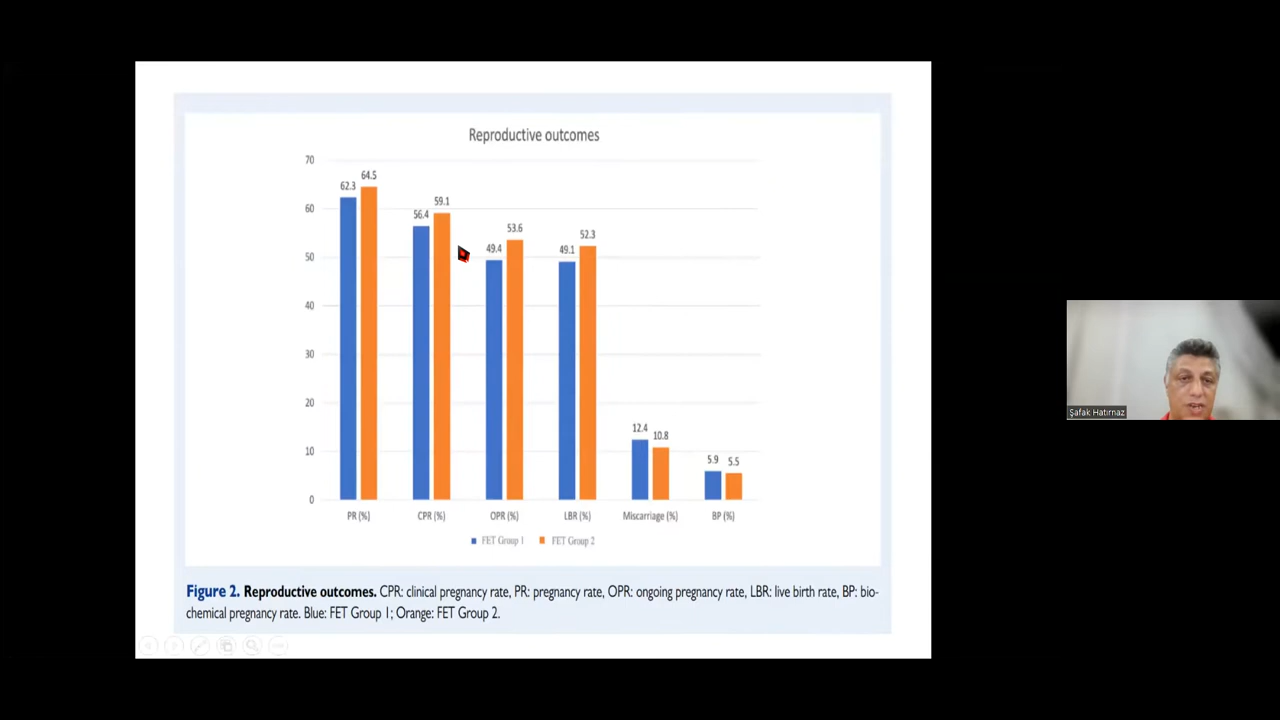 Reproductive outcomes
70
60
50
40
30
20
10
0
62.3
64.5
56.4
59.1
49.4
53.6
49.1
52.3
12.4
10.8
5.9
5.5
PR (%)
CPR (%)
OPR (%)
LBR (%)
Miscarriage (%)
BP (%)
FET Group 1
FET Group 2
Figure 2. Reproductive outcomes. CPR: clinical pregnancy rate, PR: pregnancy rate, OPR: ongoing pregnancy rate, LBR: live birth rate, BP: bio-
chemical pregnancy rate. Blue: FET Group 1; Orange: FET Group 2.
Şafak Hatırnaz